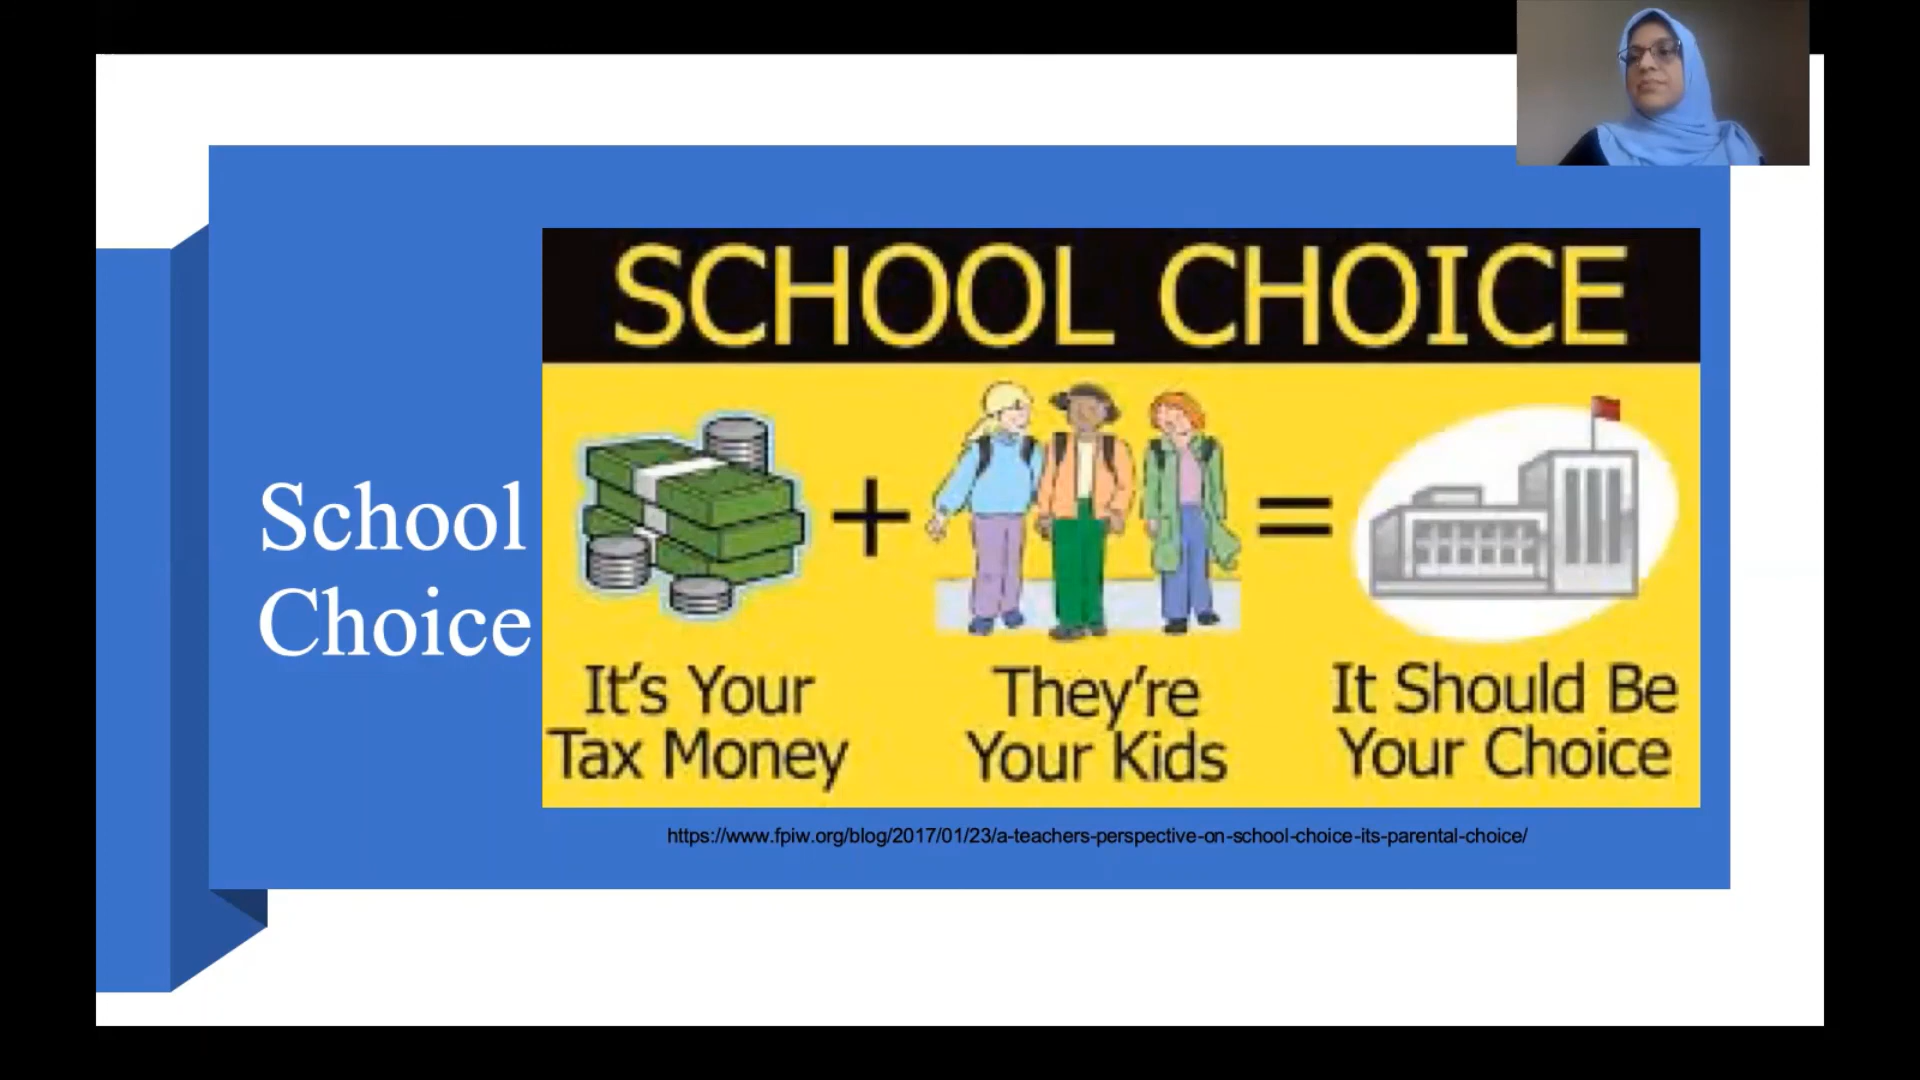 School
Choice
SCHOOL CHOICE
+
=
It's Your
Tax Money
They're
Your Kids
It Should Be
Your Choice
https://www.fpiw.org/blog/2017/01/23/a-teachers-perspective-on-school-choice-its-parental-choice/